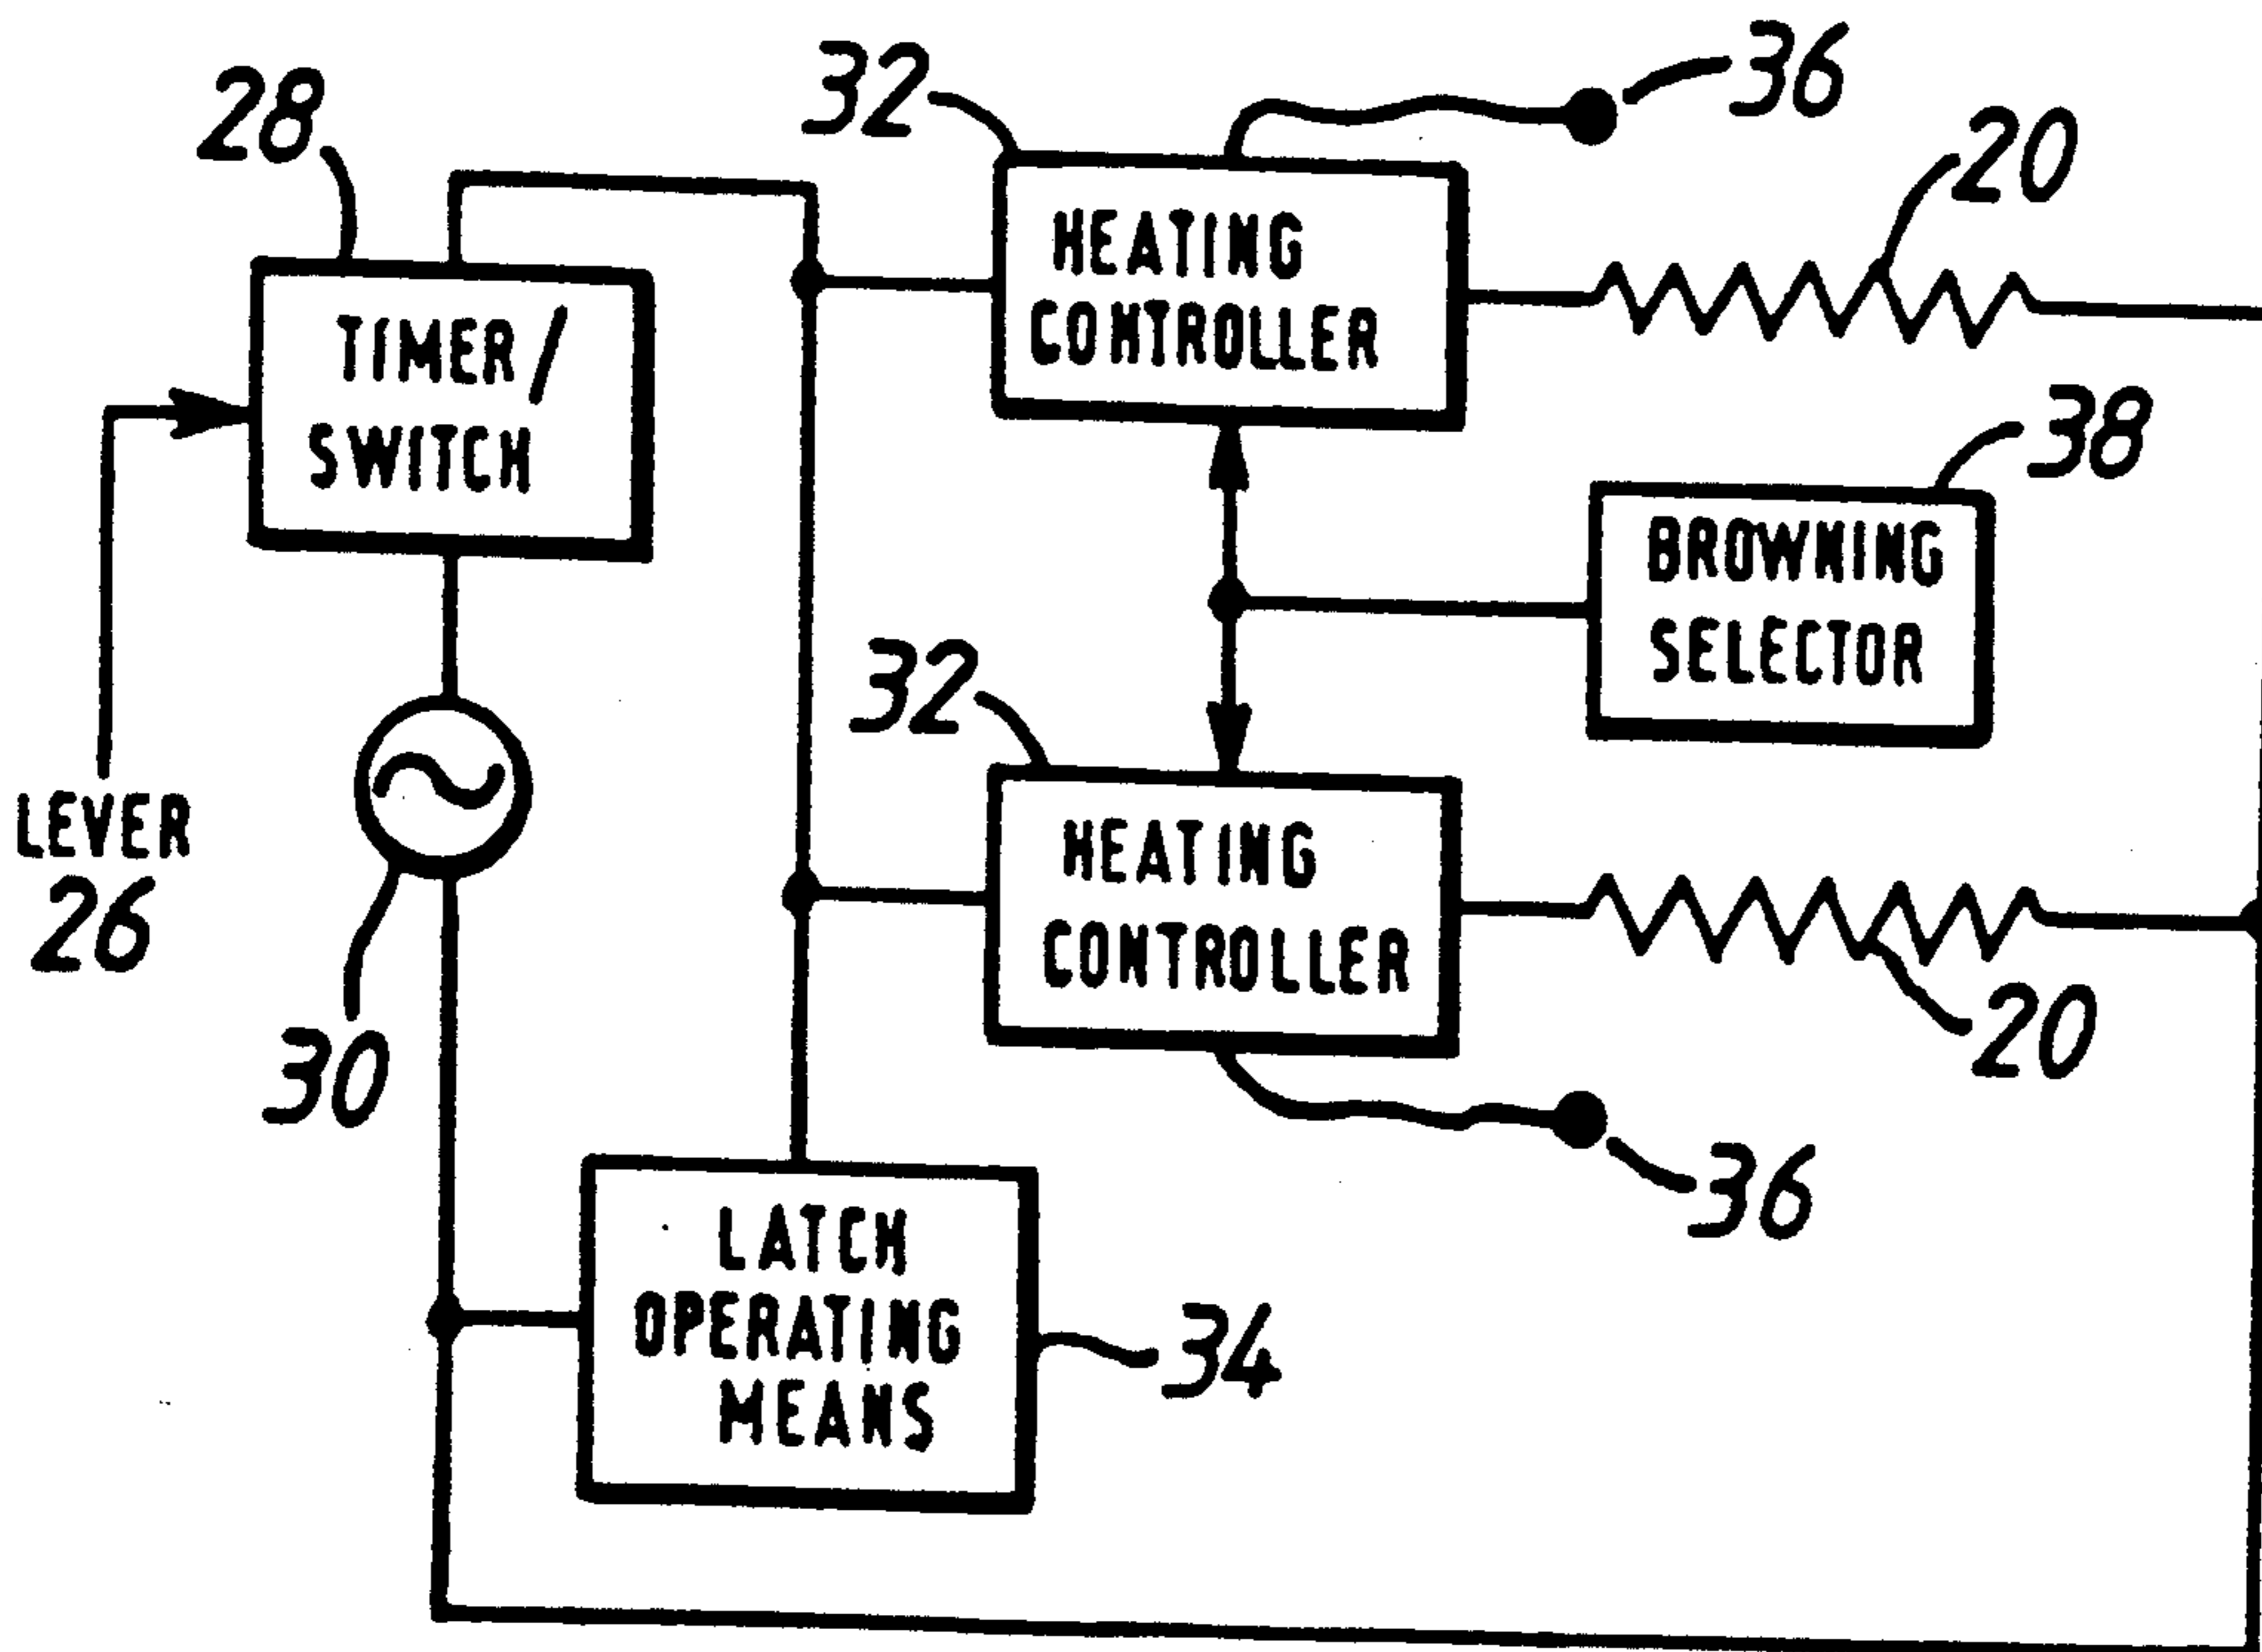 28
32
36
20
HEATING
CONTROLLER
TIMER/
SWITCH
38
BROWNING
SELECTOR
32
LEVER
26
HEATING
CONTROLLER
20
30
36
LATCH
OPERATING
MEANS
34